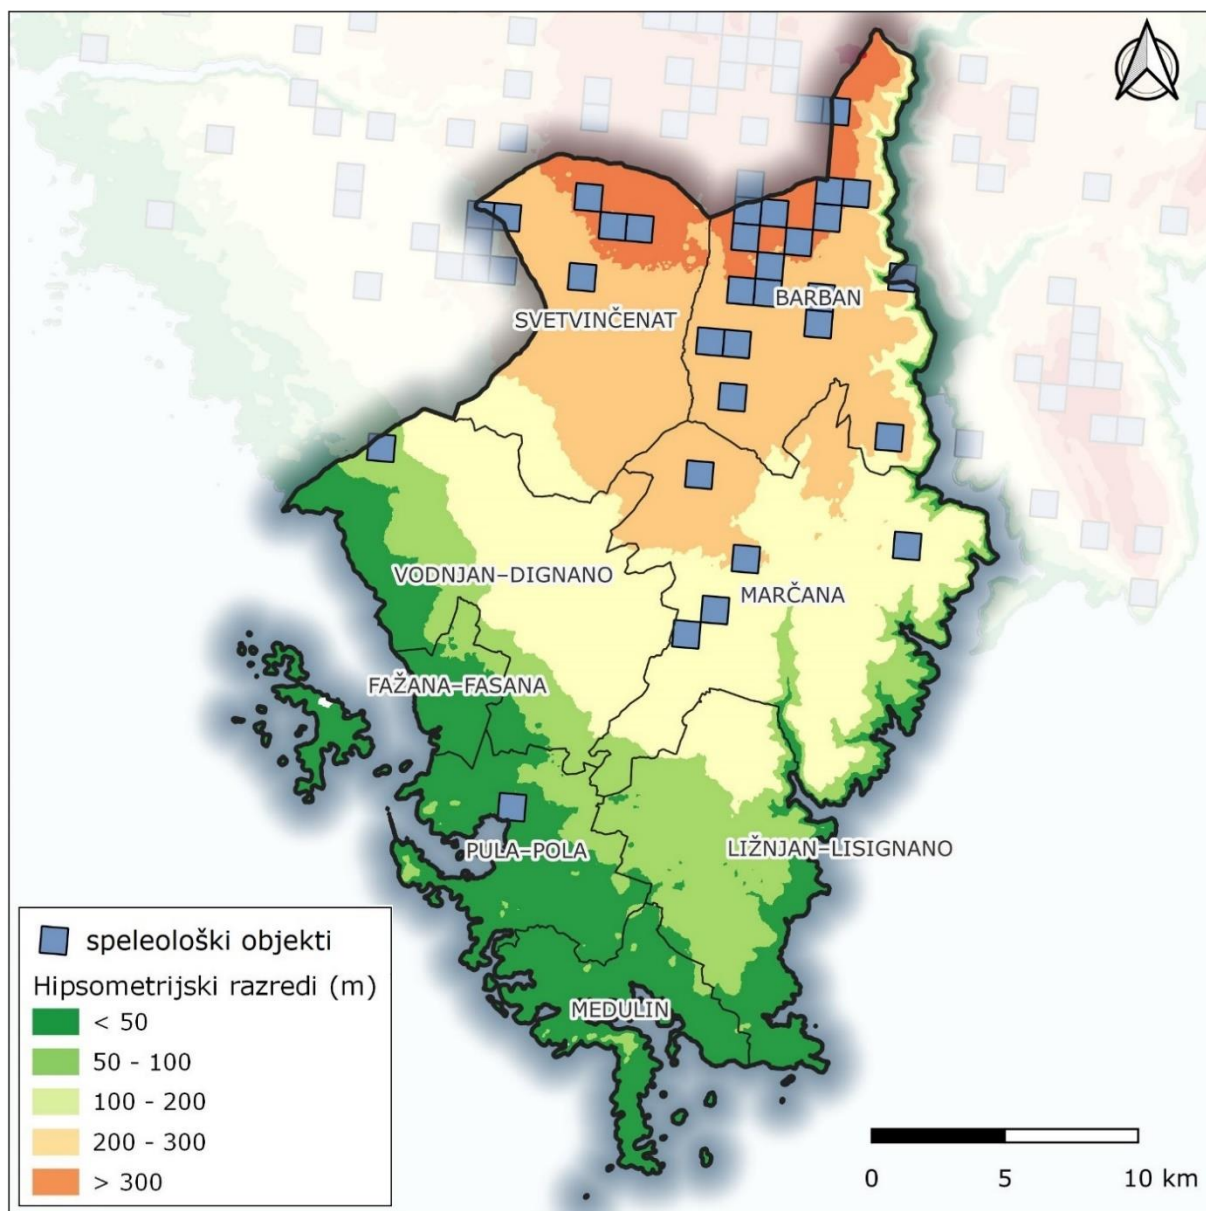 BARBAN
SVETVINČENAT
VODNJAN–DIGNANO
MARČANA
FAŽANA–FASANA
PULA–POLA
LIŽNJAN–LISIGNANO
MEDULIN
speleološki objekti
Hipsometrijski razredi (m)
< 50
50 - 100
100 - 200
200 - 300
> 300
0 5 10 km